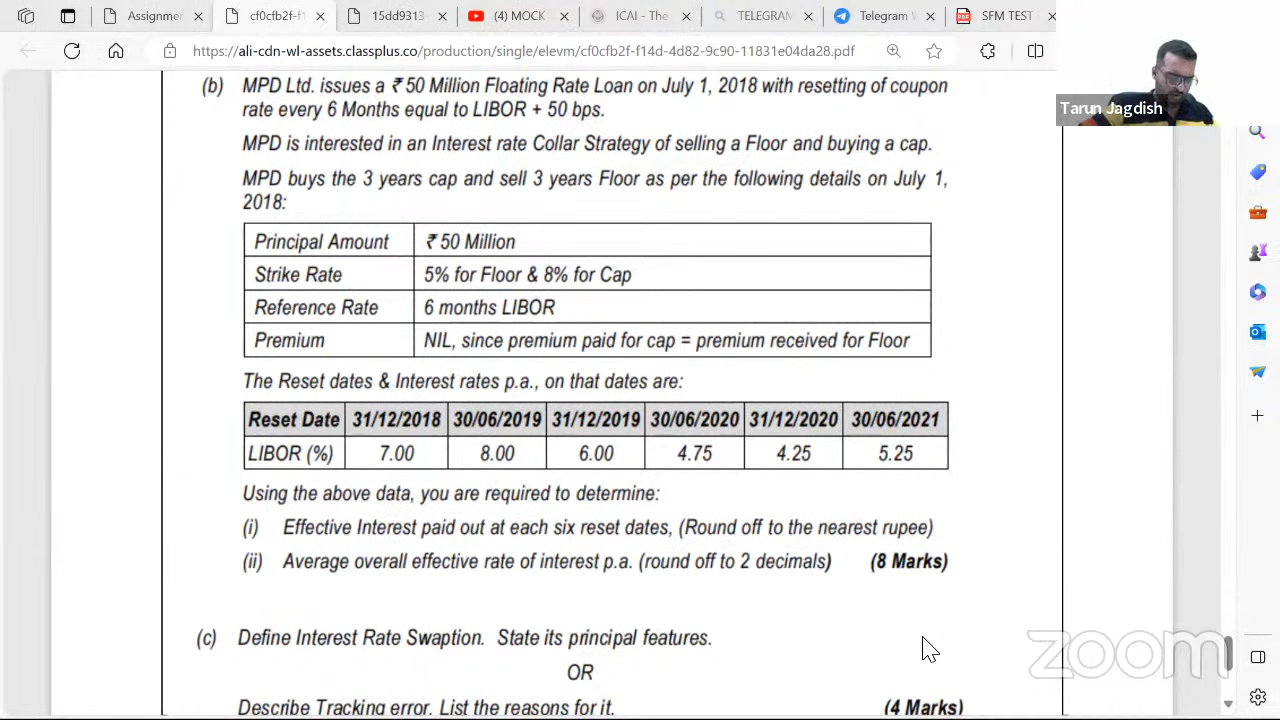 Assignment
cf0cfb2f-f1
15dd9313
(4) MOCK
ICAI - The
TELEGRAM
Telegram
SFM TEST
https://ali-cdn-wl-assets.classplus.co/production/single/elevm/cf0cfb2f-f14d-4d82-9c90-11831e04da28.pdf
Tarun Jagdish
(b) MPD Ltd. issues a ₹ 50 Million Floating Rate Loan on July 1, 2018 with resetting of coupon
rate every 6 Months equal to LIBOR + 50 bps.
MPD is interested in an Interest rate Collar Strategy of selling a Floor and buying a cap.
MPD buys the 3 years cap and sell 3 years Floor as per the following details on July 1,
2018:
Principal Amount ₹ 50 Million
Strike Rate 5% for Floor & 8% for Cap
Reference Rate 6 months LIBOR
Premium NIL, since premium paid for cap = premium received for Floor
The Reset dates & Interest rates p.a., on that dates are:
Reset Date 31/12/2018 30/06/2019 31/12/2019 30/06/2020 31/12/2020 30/06/2021
LIBOR (%) 7.00 8.00 6.00 4.75 4.25 5.25
Using the above data, you are required to determine:
(i) Effective Interest paid out at each six reset dates, (Round off to the nearest rupee)
(ii) Average overall effective rate of interest p.a. (round off to 2 decimals) (8 Marks)
(c) Define Interest Rate Swaption. State its principal features.
OR
Describe Tracking error. List the reasons for it. (4 Marks)
zoom